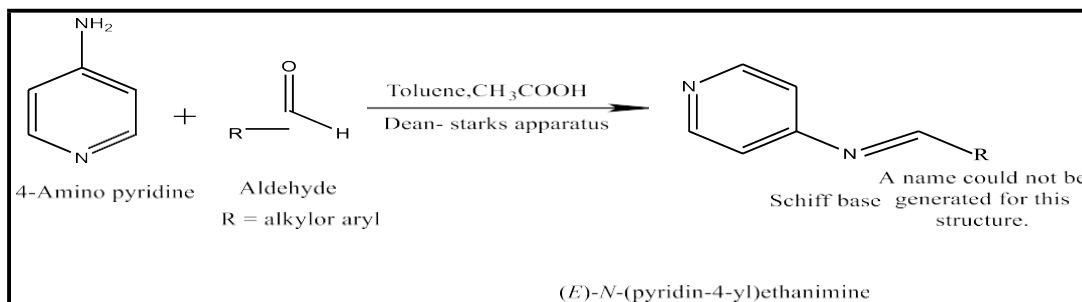 NH₂
O
Toluene,CH₃COOH
N
+
R
H
Dean- starks apparatus
N
N
R
4-Amino pyridine
Aldehyde
R = alkylor aryl
Schiff base
A name could not be
generated for this
structure.
(E)-N-(pyridin-4-yl)ethanimine